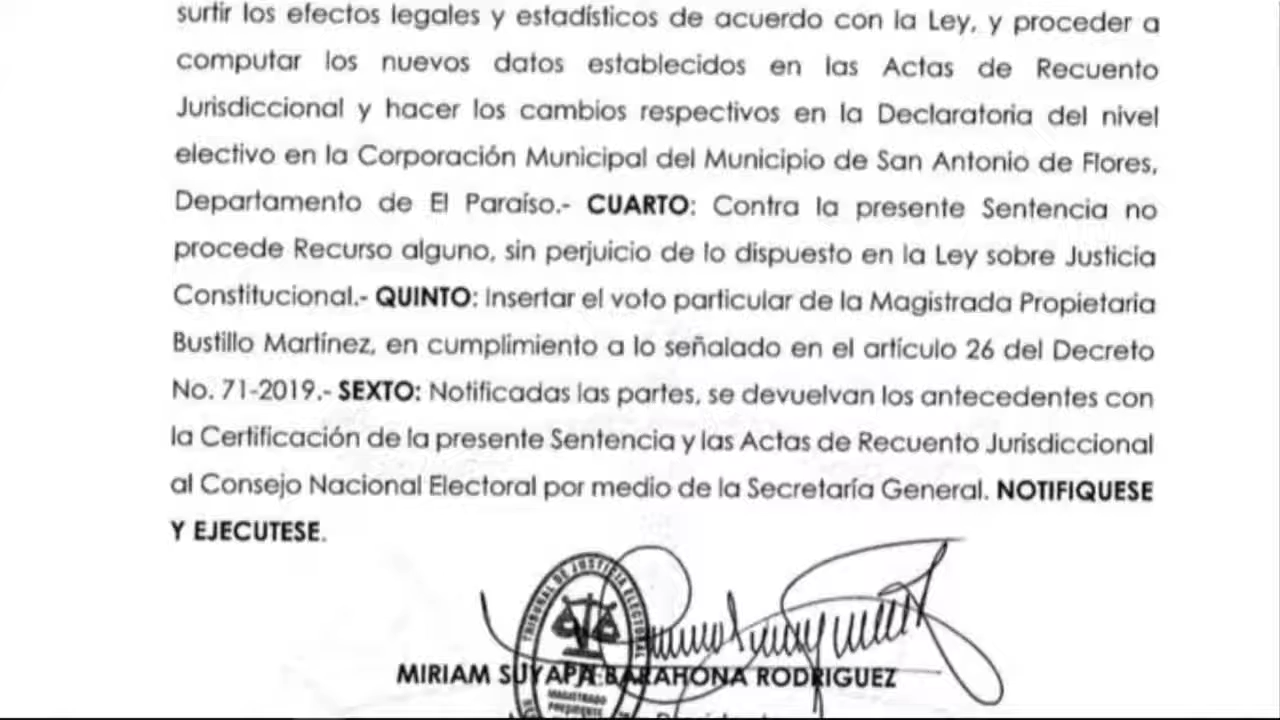 surtir los efectos legales y estadísticos de acuerdo con la Ley, y proceder a
computar los nuevos datos establecidos en las Actas de Recuento
Jurisdiccional y hacer los cambios respectivos en la Declaratoria del nivel
electivo en la Corporación Municipal del Municipio de San Antonio de Flores,
Departamento de El Paraíso.- CUARTO: Contra la presente Sentencia no
procede Recurso alguno, sin perjuicio de lo dispuesto en la Ley sobre Justicia
Constitucional.- QUINTO: Insertar el voto particular de la Magistrada Propietaria
Bustillo Martínez, en cumplimiento a lo señalado en el artículo 26 del Decreto
No. 71-2019.- SEXTO: Notificadas las partes, se devuelvan los antecedentes con
la Certificación de la presente Sentencia y las Actas de Recuento Jurisdiccional
al Consejo Nacional Electoral por medio de la Secretaría General. NOTIFIQUESE
Y EJECUTESE.
TRIBUNAL DE JUSTICIA ELECTORAL
MIRIAM SUYAPA BARAHONA RODRIGUEZ
MAGISTRADO
PRESIDENTE